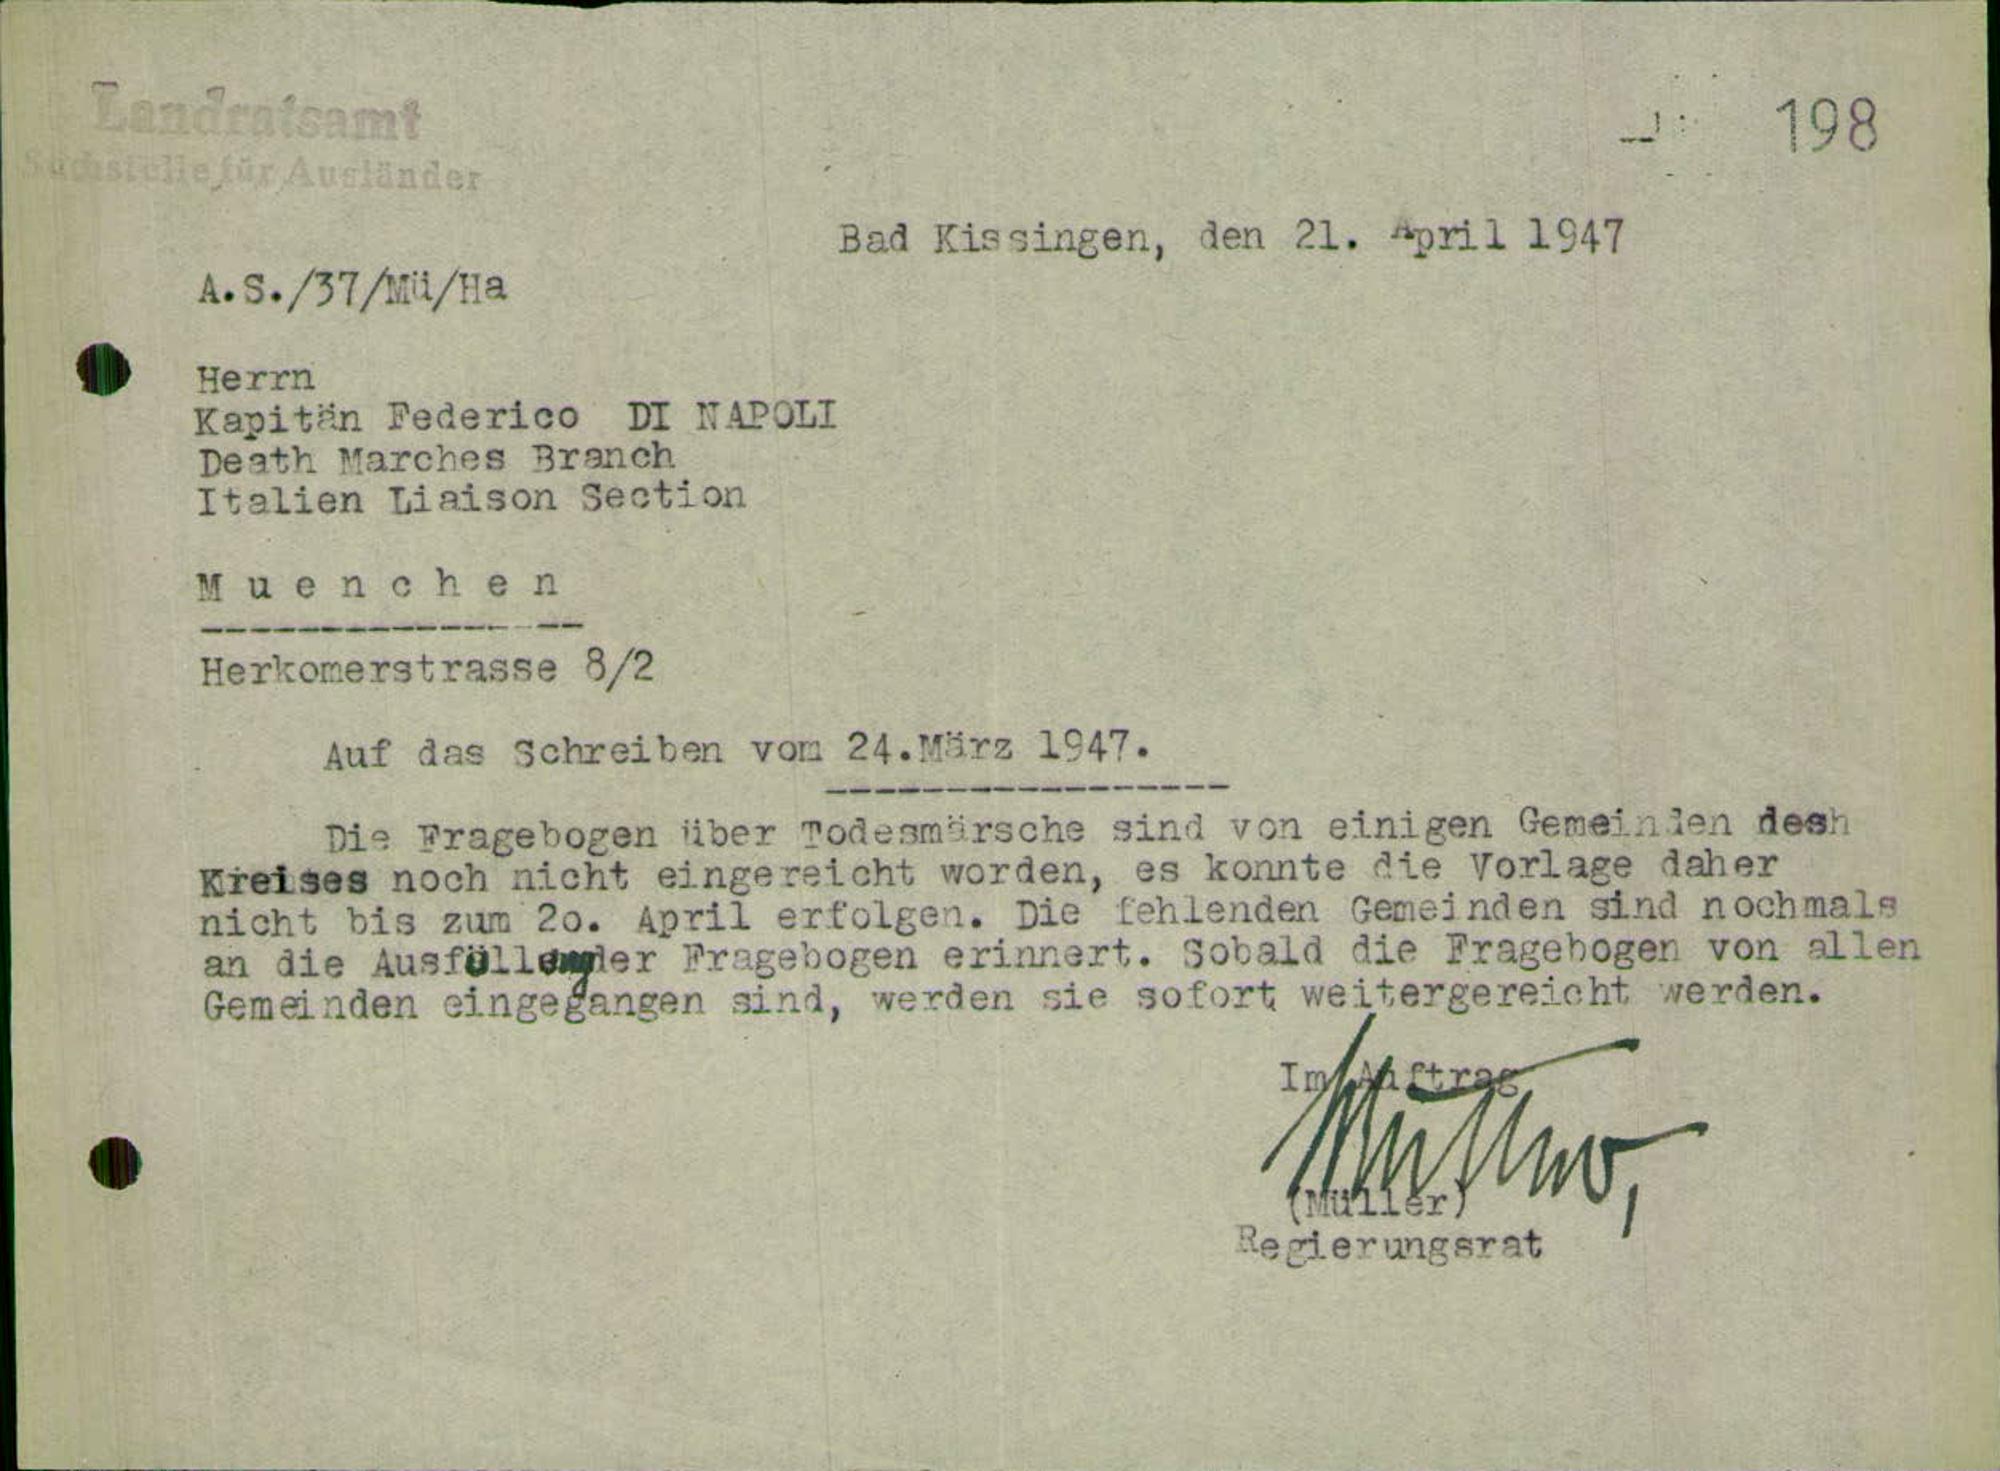 Landratsamt
Suchstelle für Ausländer
198
Bad Kissingen, den 21. April 1947
A.S./37/Mü/Ha
Herrn
Kapitän Federico DI NAPOLI
Death Marches Branch
Italien Liaison Section
M u e n c h e n
----------------
Herkomerstrasse 8/2
Auf das Schreiben vom 24.März 1947.
-----------------
Die Fragebogen über Todesmärsche sind von einigen Gemeinden des
Kreises noch nicht eingereicht worden, es konnte die Vorlage daher
nicht bis zum 2o. April erfolgen. Die fehlenden Gemeinden sind nochmals
an die Ausfüllung der Fragebogen erinnert. Sobald die Fragebogen von allen
Gemeinden eingegangen sind, werden sie sofort weitergereicht werden.
Im Auftrag
Müller
(Müller)
Regierungsrat